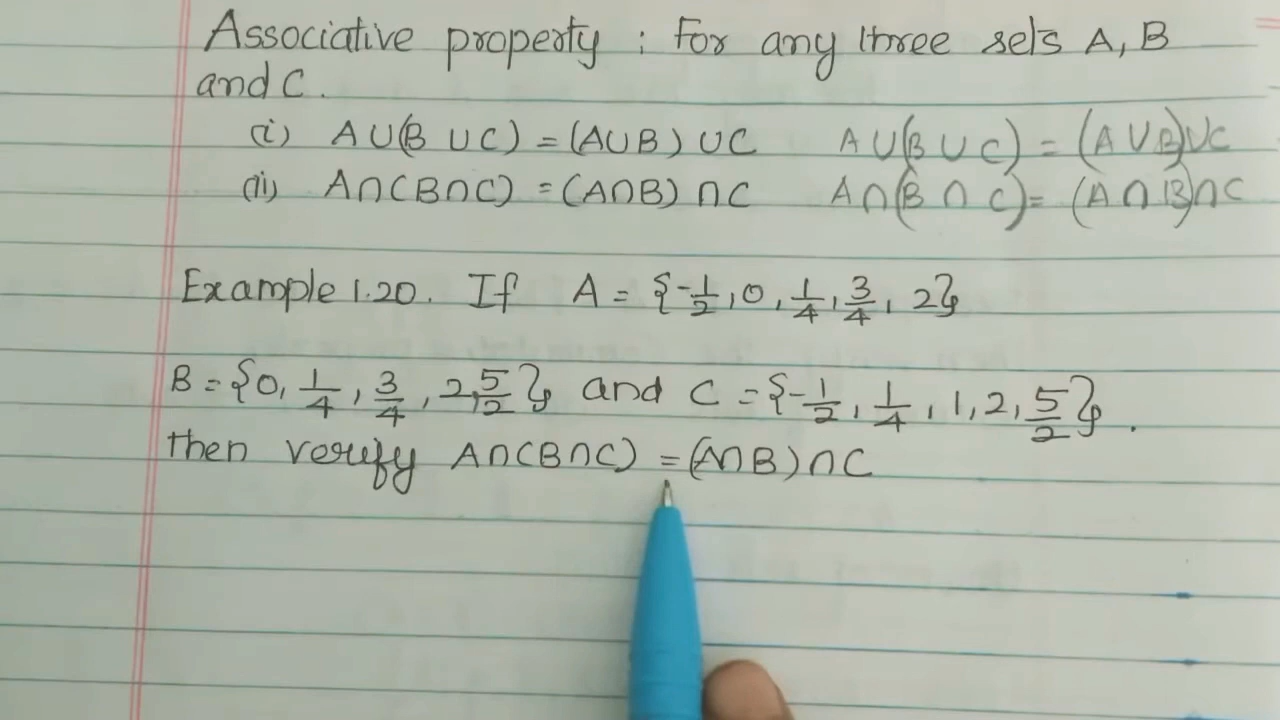 Associative property : For any three sets A, B
and C.
(i) A∪(B ∪C) = (A∪B) ∪C A∪(B ∪ C) = (A ∪B)∪C
(ii) A∩(B∩C) = (A∩B) ∩C A∩(B ∩ C)= (A ∩ B)∩C
Example 1.20. If A = {-1/2, 0, 1/4, 3/4, 2}
B = {0, 1/4, 3/4, 2, 5/2} and C = {-1/2, 1/4, 1, 2, 5/2}.
then verify A∩(B∩C) = (A∩B)∩C